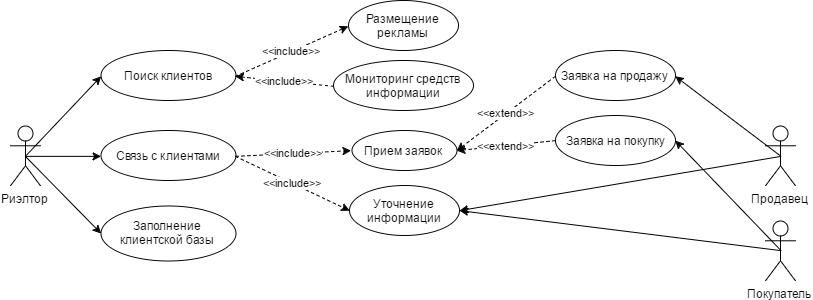 Размещение
рекламы
<<include>>
Поиск клиентов
<<include>>
Мониторинг средств
информации
Заявка на продажу
<<extend>>
Риэлтор
Связь с клиентами
<<include>>
Прием заявок
<<extend>>
Заявка на покупку
<<include>>
Уточнение
информации
Продавец
Заполнение
клиентской базы
Покупатель